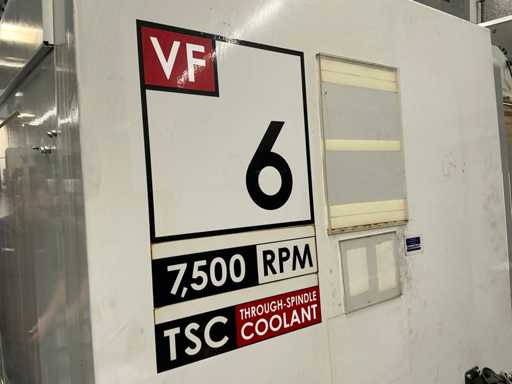 VF
6
7,500 RPM
TSC THROUGH-SPINDLE
COOLANT